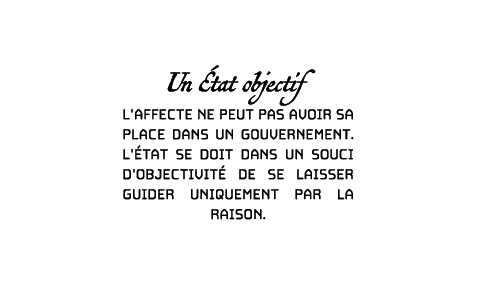 Un État objectif
L'AFFECTE NE PEUT PAS AVOIR SA
PLACE DANS UN GOUVERNEMENT.
L'ÉTAT SE DOIT DANS UN SOUCI
D'OBJECTIVITÉ DE SE LAISSER
GUIDER UNIQUEMENT PAR LA
RAISON.